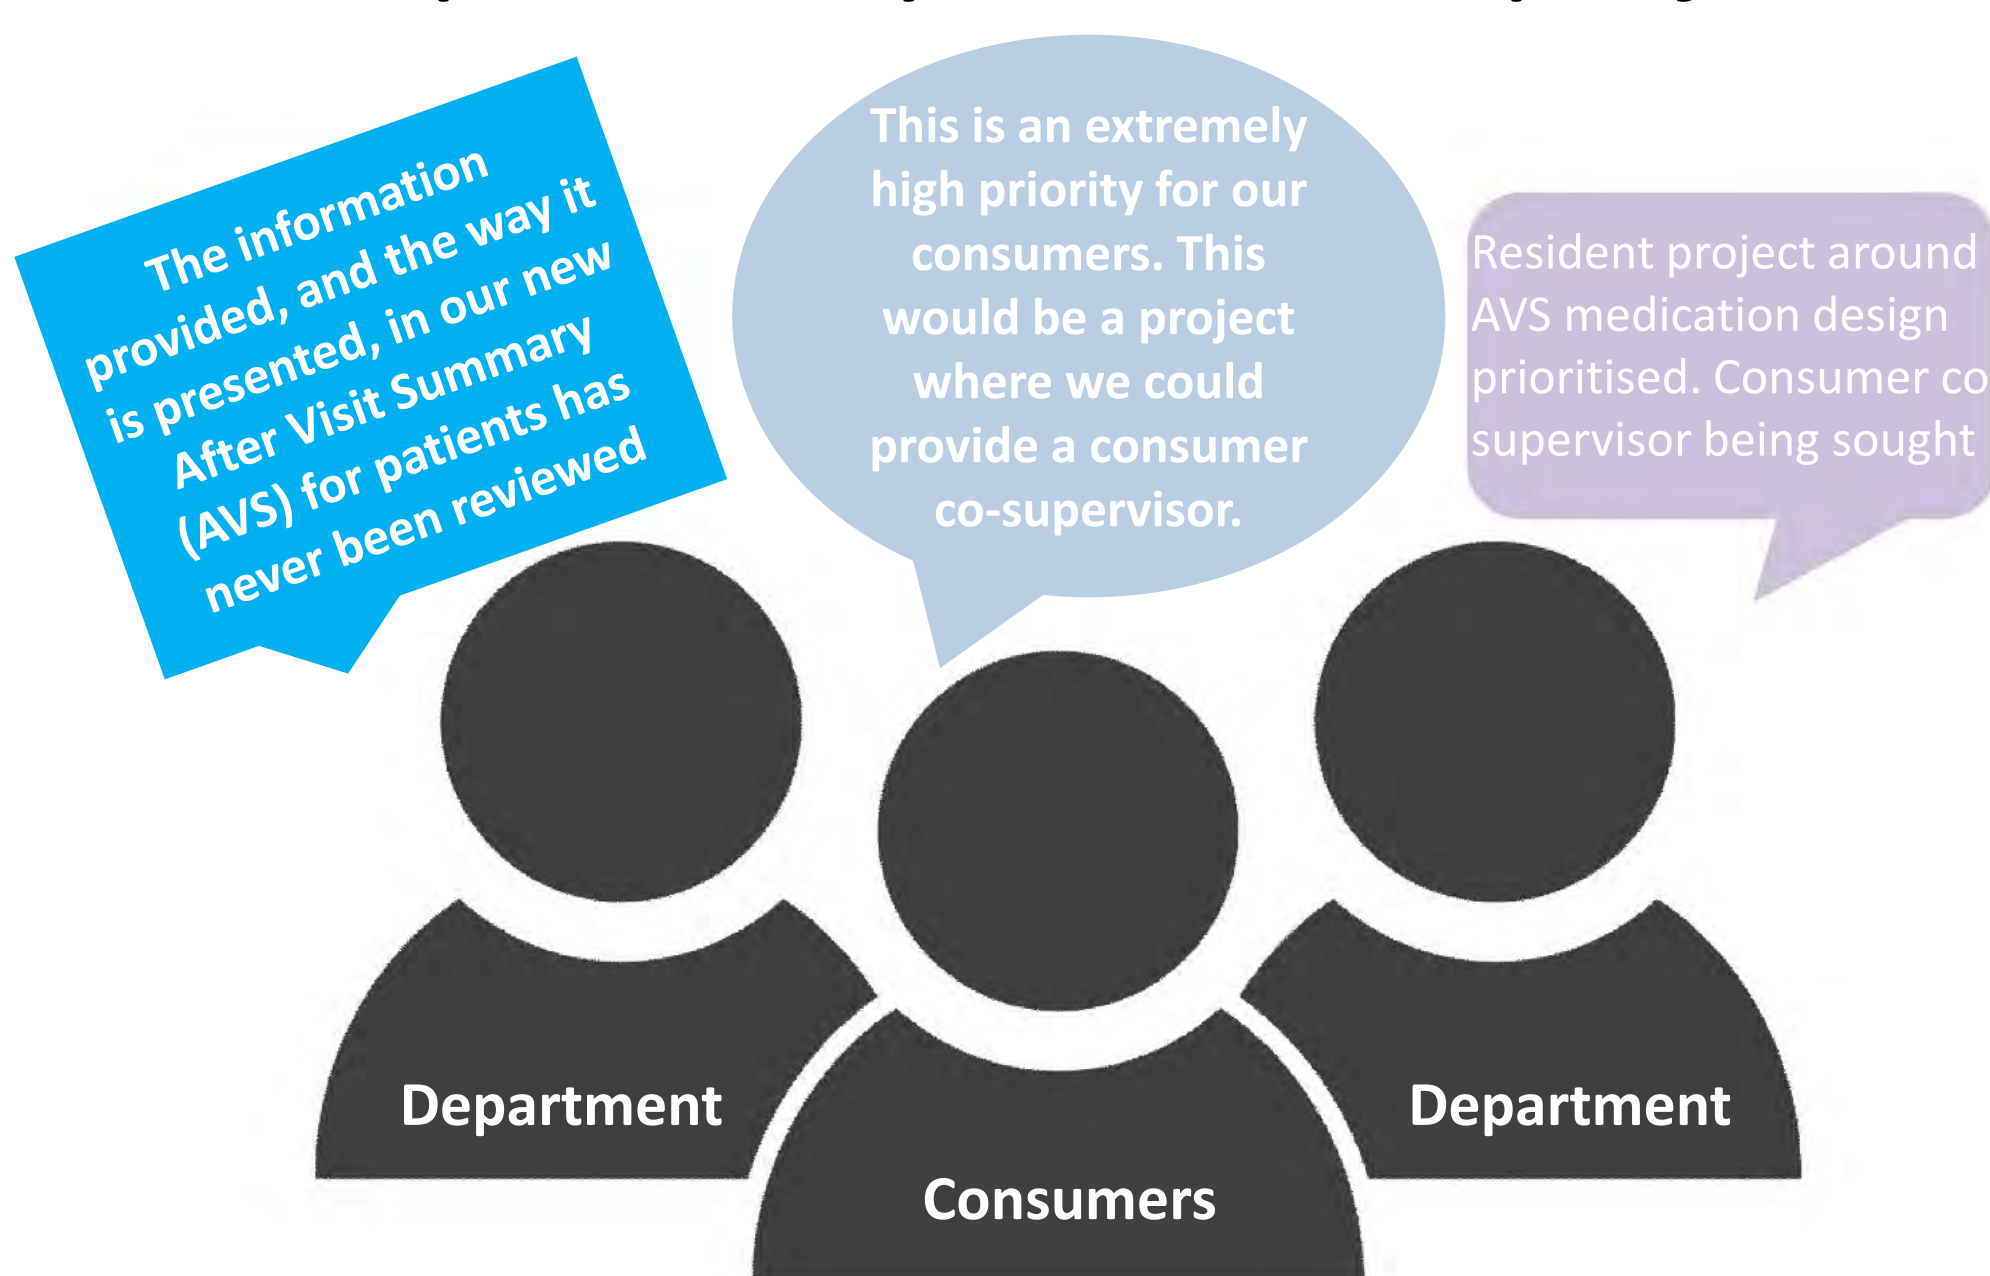 The information
provided, and the way it
is presented, in our new
After Visit Summary
(AVS) for patients has
never been reviewed
This is an extremely
high priority for our
consumers. This
would be a project
where we could
provide a consumer
co-supervisor.
Resident project around
AVS medication design
prioritised. Consumer co
supervisor being sought
Department
Department
Consumers